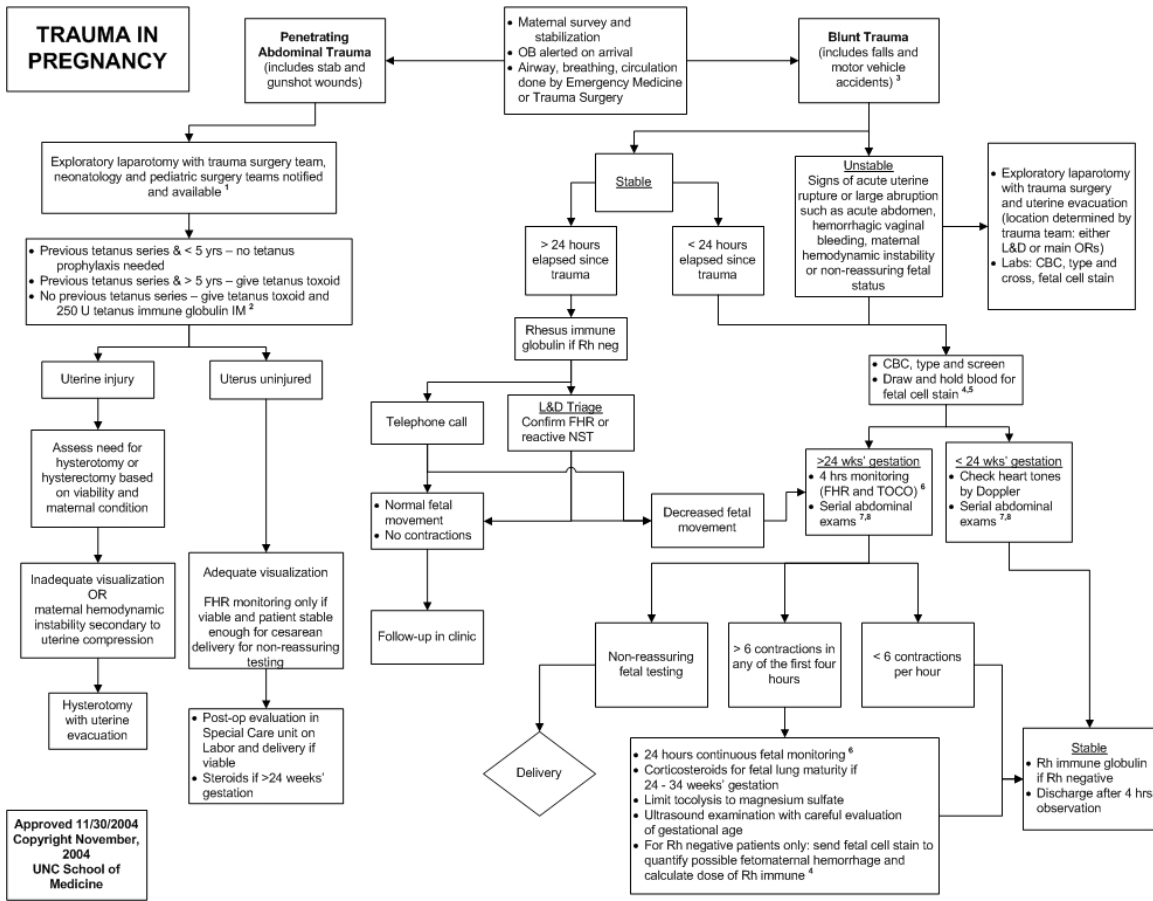 TRAUMA IN
PREGNANCY
Penetrating
Abdominal Trauma
(includes stab and
gunshot wounds)
• Maternal survey and
stabilization
• OB alerted on arrival
• Airway, breathing, circulation
done by Emergency Medicine
or Trauma Surgery
Blunt Trauma
(includes falls and
motor vehicle
accidents) 3
Exploratory laparotomy with trauma surgery team,
neonatology and pediatric surgery teams notified
and available 1
Stable
Unstable
Signs of acute uterine
rupture or large abruption
such as acute abdomen,
hemorrhagic vaginal
bleeding, maternal
hemodynamic instability
or non-reassuring fetal
status
• Exploratory laparotomy
with trauma surgery
and uterine evacuation
(location determined by
trauma team: either
L&D or main ORs)
• Labs: CBC, type and
cross, fetal cell stain
• Previous tetanus series & < 5 yrs – no tetanus
prophylaxis needed
• Previous tetanus series & > 5 yrs – give tetanus toxoid
• No previous tetanus series – give tetanus toxoid and
250 U tetanus immune globulin IM 2
> 24 hours
elapsed since
trauma
< 24 hours
elapsed since
trauma
Rhesus immune
globulin if Rh neg
Uterine injury
Uterus uninjured
• CBC, type and screen
• Draw and hold blood for
fetal cell stain 4,5
Telephone call
L&D Triage
Confirm FHR or
reactive NST
Assess need for
hysterotomy or
hysterectomy based
on viability and
maternal condition
>24 wks' gestation
• 4 hrs monitoring
(FHR and TOCO) 6
• Serial abdominal
exams 7,8
< 24 wks' gestation
• Check heart tones
by Doppler
• Serial abdominal
exams 7,8
• Normal fetal
movement
• No contractions
Decreased fetal
movement
Inadequate visualization
OR
maternal hemodynamic
instability secondary to
uterine compression
Adequate visualization
FHR monitoring only if
viable and patient stable
enough for cesarean
delivery for non-reassuring
testing
Follow-up in clinic
Non-reassuring
fetal testing
> 6 contractions in
any of the first four
hours
< 6 contractions
per hour
Hysterotomy
with uterine
evacuation
• Post-op evaluation in
Special Care unit on
Labor and delivery if
viable
• Steroids if >24 weeks'
gestation
Delivery
• 24 hours continuous fetal monitoring 6
• Corticosteroids for fetal lung maturity if
24 - 34 weeks' gestation
• Limit tocolysis to magnesium sulfate
• Ultrasound examination with careful evaluation
of gestational age
• For Rh negative patients only: send fetal cell stain to
quantify possible fetomaternal hemorrhage and
calculate dose of Rh immune 4
Stable
• Rh immune globulin
if Rh negative
• Discharge after 4 hrs
observation
Approved 11/30/2004
Copyright November,
2004
UNC School of
Medicine